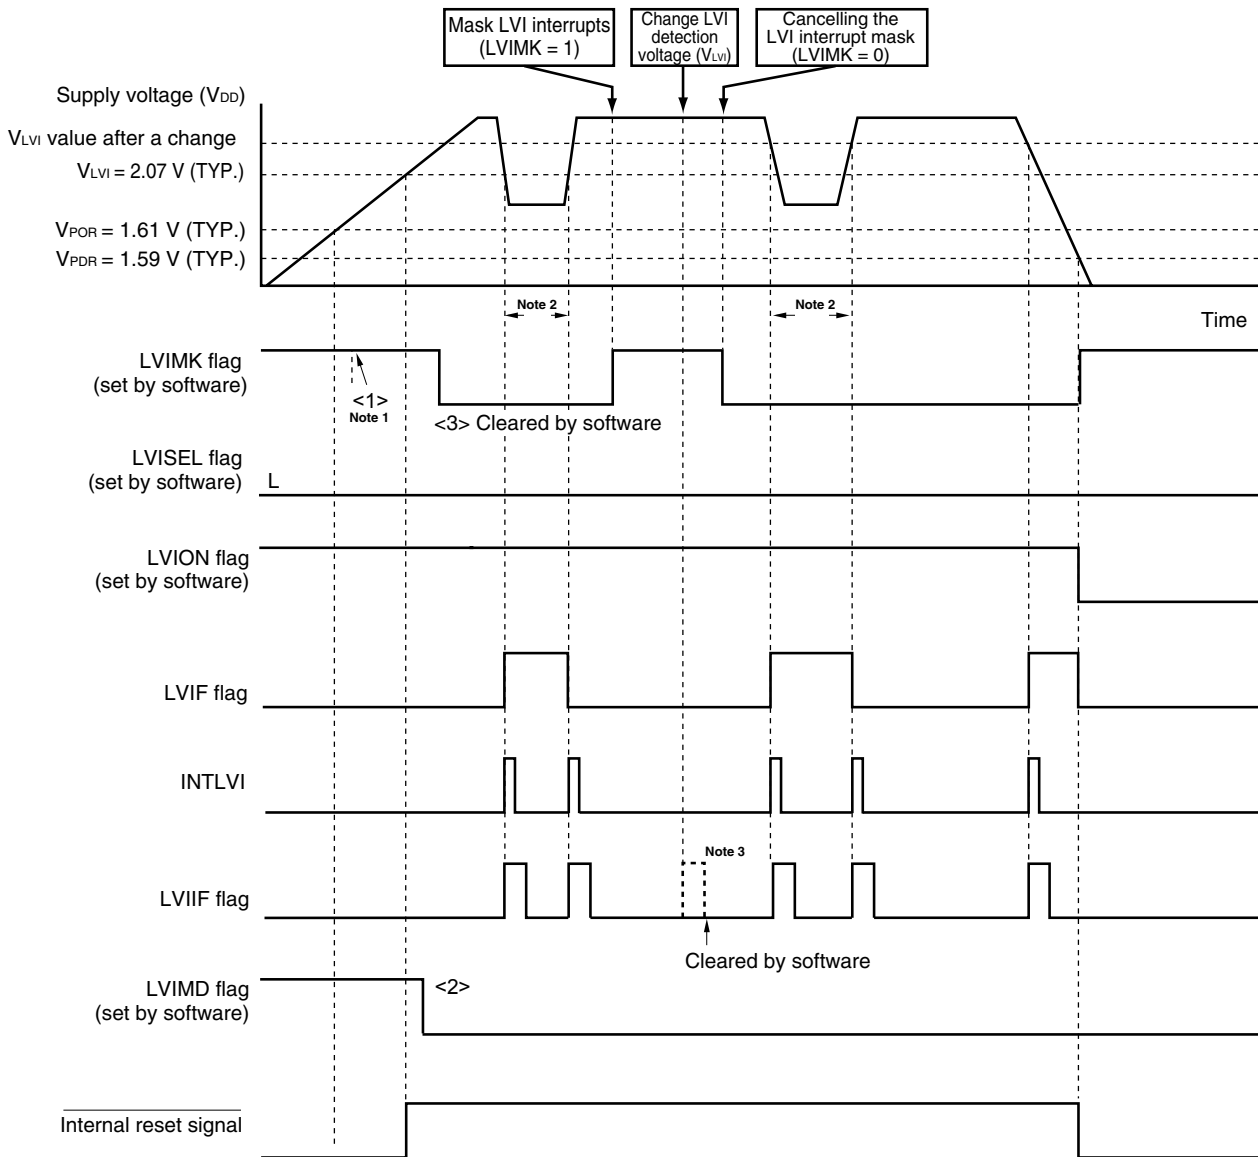 Mask LVI interrupts
(LVIMK = 1)
Change LVI
detection
voltage (VLVI)
Cancelling the
LVI interrupt mask
(LVIMK = 0)
Supply voltage (VDD)
VLVI value after a change
VLVI = 2.07 V (TYP.)
VPOR = 1.61 V (TYP.)
VPDR = 1.59 V (TYP.)
Note 2
Note 2
Time
LVIMK flag
(set by software)
<1>
Note 1
<3> Cleared by software
LVISEL flag
(set by software)
L
LVION flag
(set by software)
LVIF flag
INTLVI
Note 3
LVIIF flag
Cleared by software
LVIMD flag
(set by software)
<2>
Internal reset signal